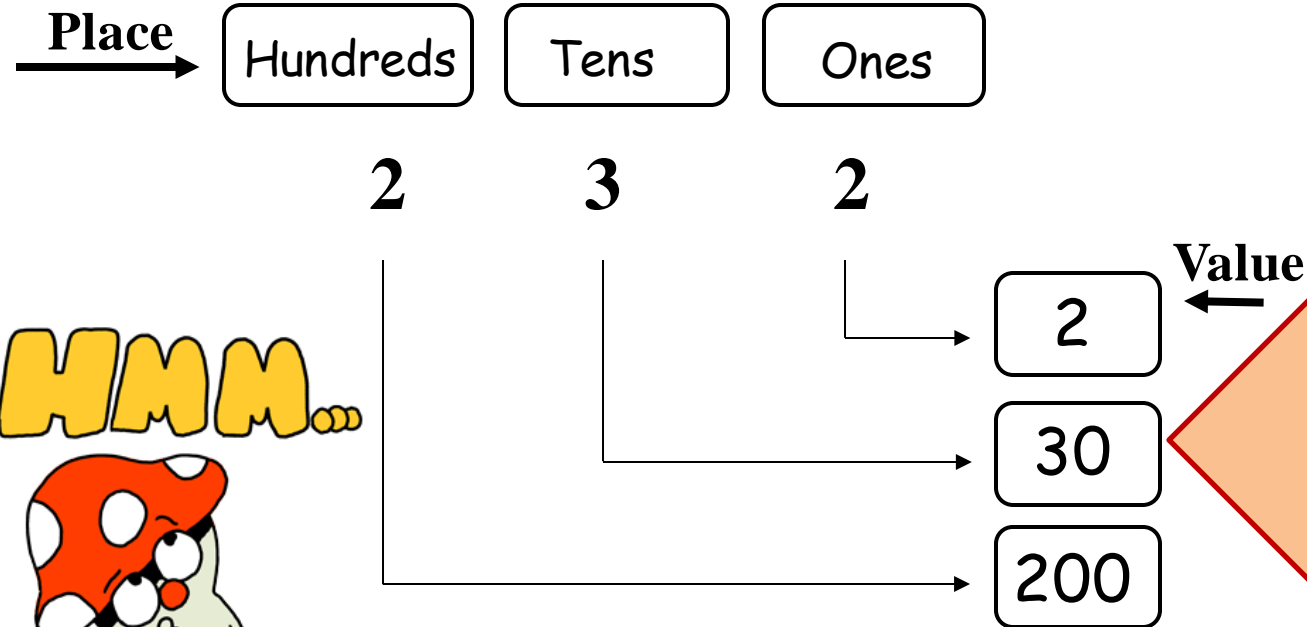 Place
Hundreds Tens Ones
2 3 2
Value
2
HMM...
30
200